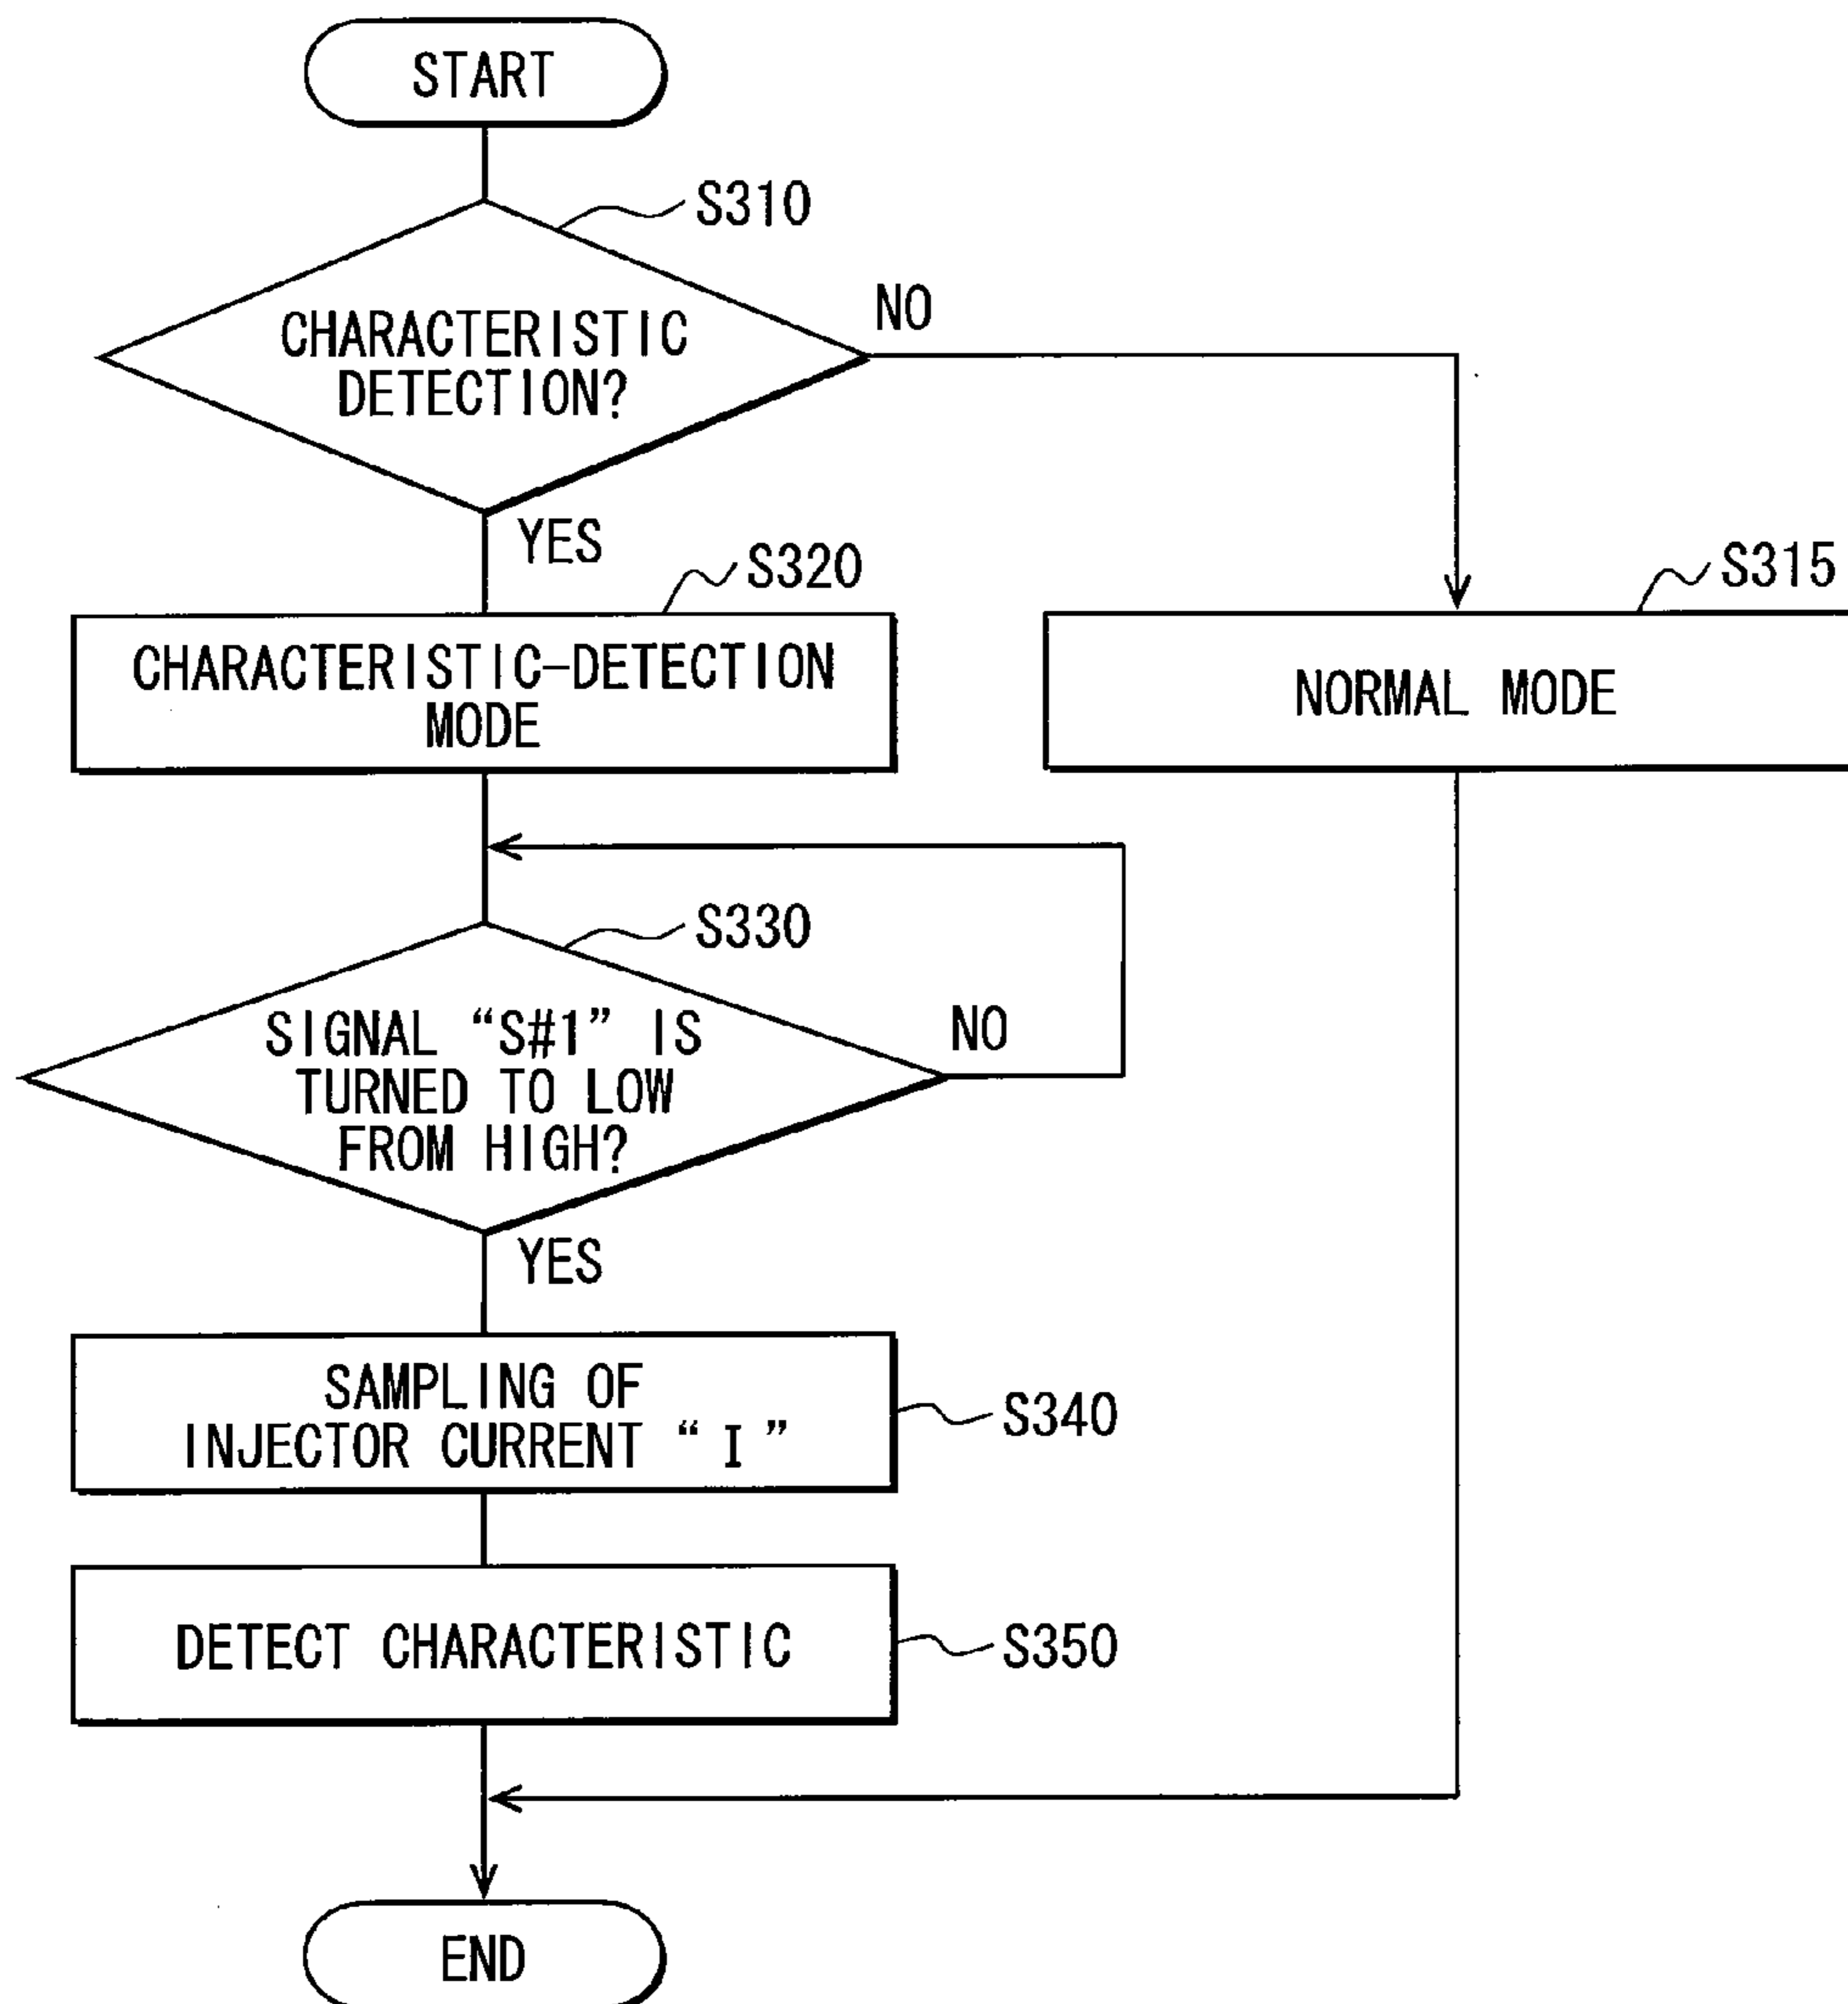 START
S310
CHARACTERISTIC
DETECTION?
NO
YES
S320
CHARACTERISTIC-DETECTION
MODE
S315
NORMAL MODE
S330
SIGNAL “S#1” IS
TURNED TO LOW
FROM HIGH?
NO
YES
SAMPLING OF
INJECTOR CURRENT “I”
S340
DETECT CHARACTERISTIC
S350
END